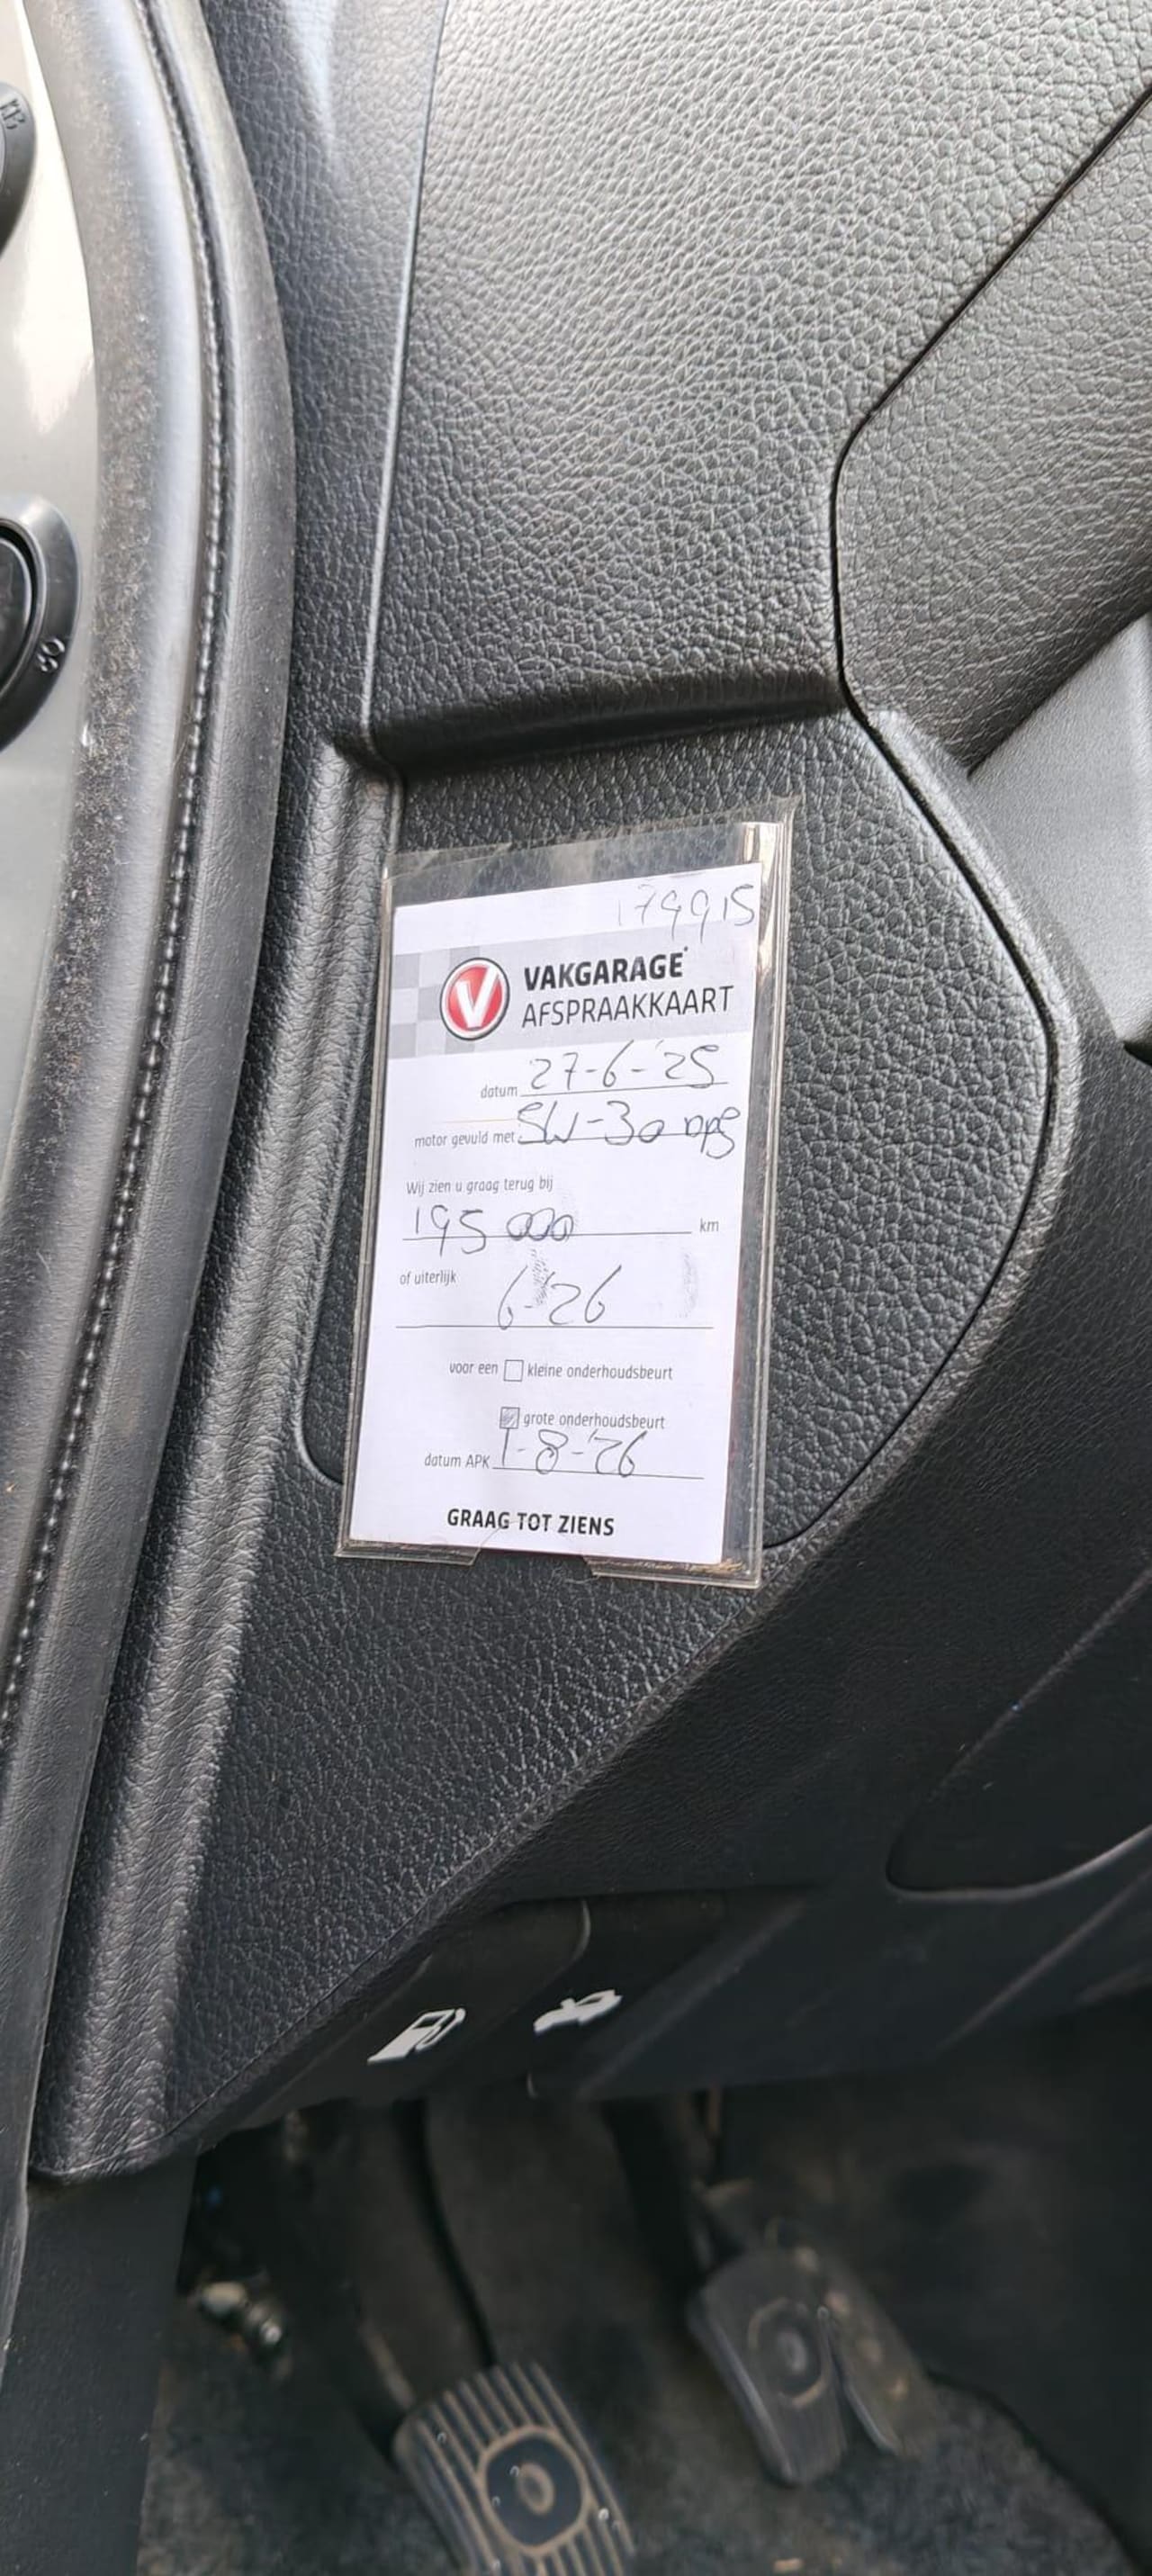 179915
VAKGARAGE
AFSPRAAKKAART
datum 27-6-'25
motor gevuld met: 5W-30
Wij zien u graag terug bij
195 000 km
of uiterlijk
6-'26
voor een kleine onderhoudsbeurt
grote onderhoudsbeurt
datum APK 1-8-'26
GRAAG TOT ZIENS